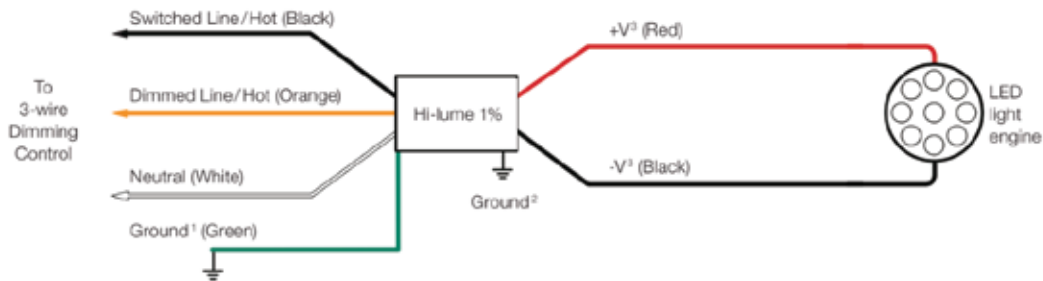 Switched Line/Hot (Black)
To
3-wire
Dimming
Control
Dimmed Line/Hot (Orange)
Neutral (White)
Ground¹ (Green)
Hi-lume 1%
Ground²
+V³ (Red)
-V³ (Black)
LED
light
engine